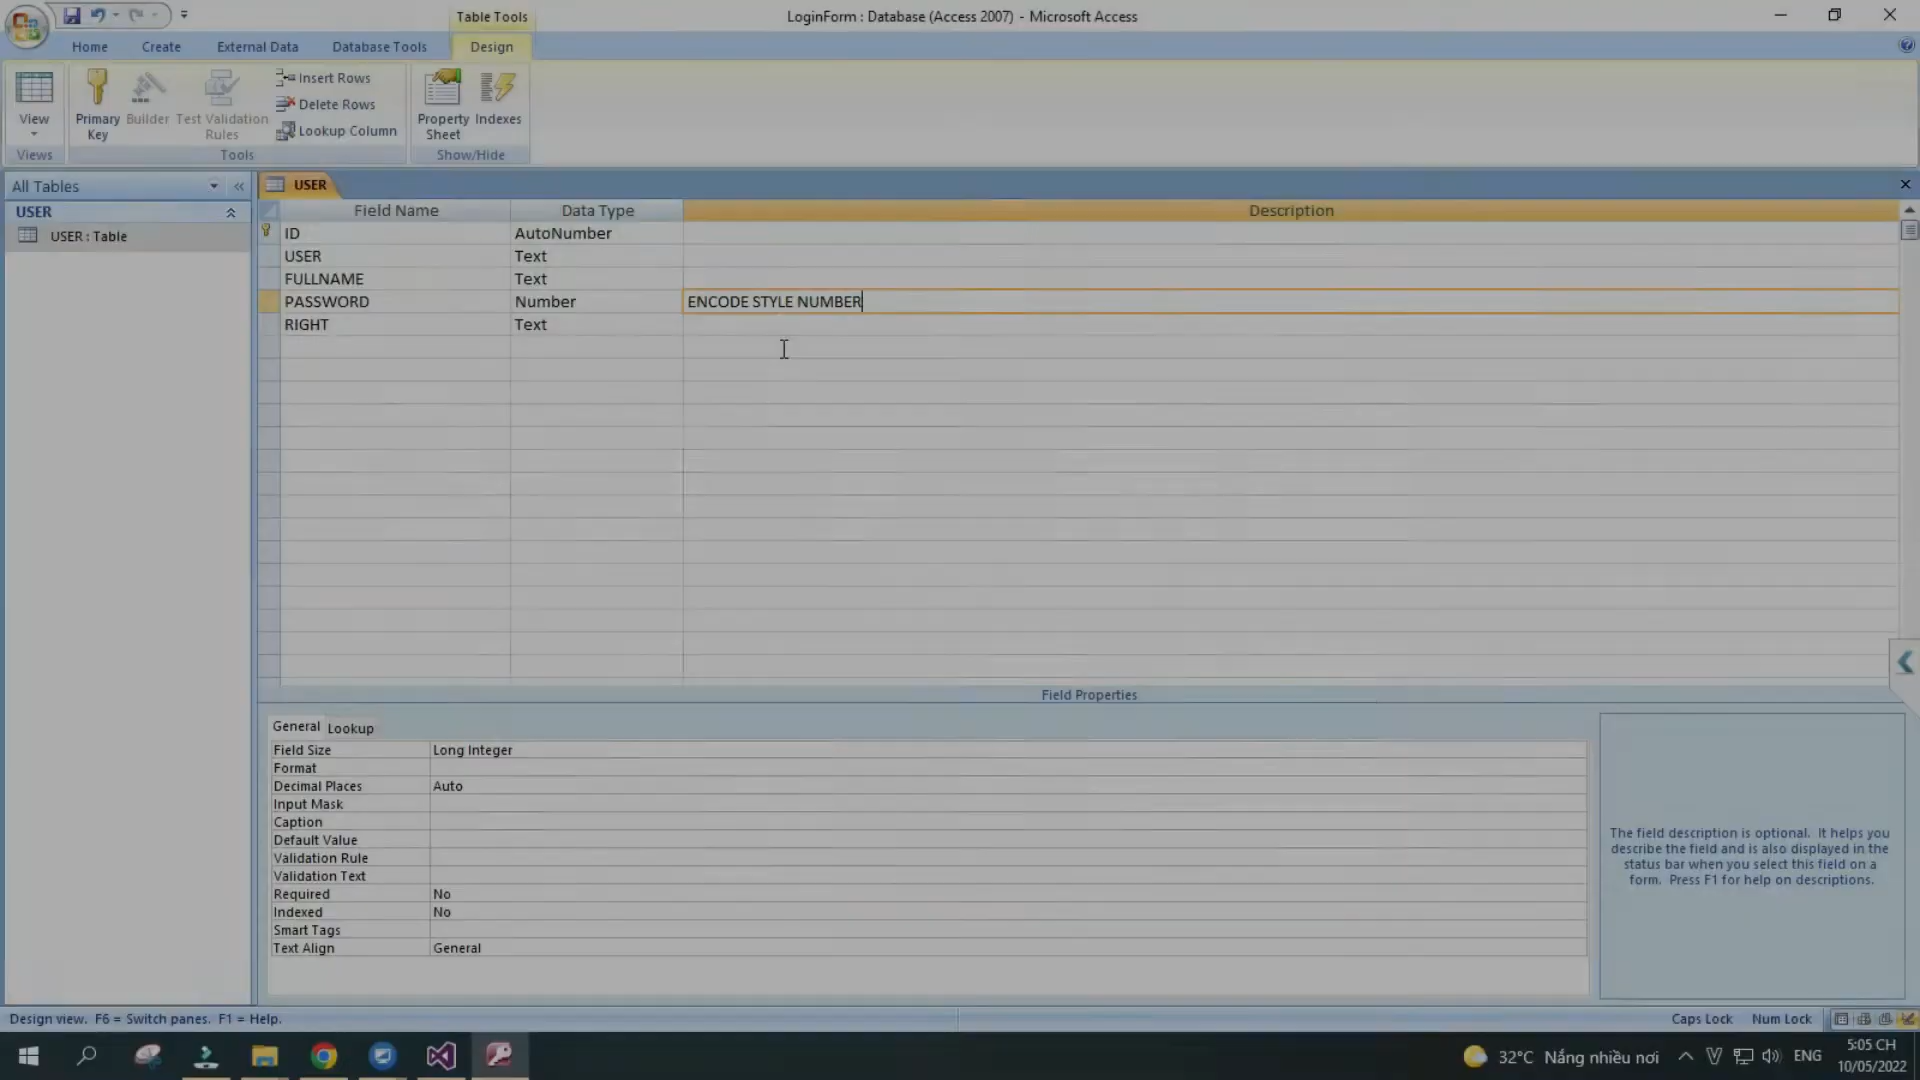 LoginForm : Database (Access 2007) - Microsoft Access
Table Tools
Home
Create
External Data
Database Tools
Design
View
Primary
Key
Builder
Test Validation
Rules
Insert Rows
Delete Rows
Lookup Column
Property
Sheet
Indexes
Views
Tools
Show/Hide
All Tables
USER
USER : Table
USER
Field Name
Data Type
Description
ID
AutoNumber
USER
Text
FULLNAME
Text
PASSWORD
Number
ENCODE STYLE NUMBER
RIGHT
Text
Field Properties
General
Lookup
Field Size
Long Integer
Format
Decimal Places
Auto
Input Mask
Caption
Default Value
Validation Rule
Validation Text
Required
No
Indexed
No
Smart Tags
Text Align
General
The field description is optional. It helps you
describe the field and is also displayed in the
status bar when you select this field on a
form. Press F1 for help on descriptions.
Design view. F6 = Switch panes. F1 = Help.
Caps Lock
Num Lock
32°C Nắng nhiều nơi
ENG
5:05 CH
10/05/2022